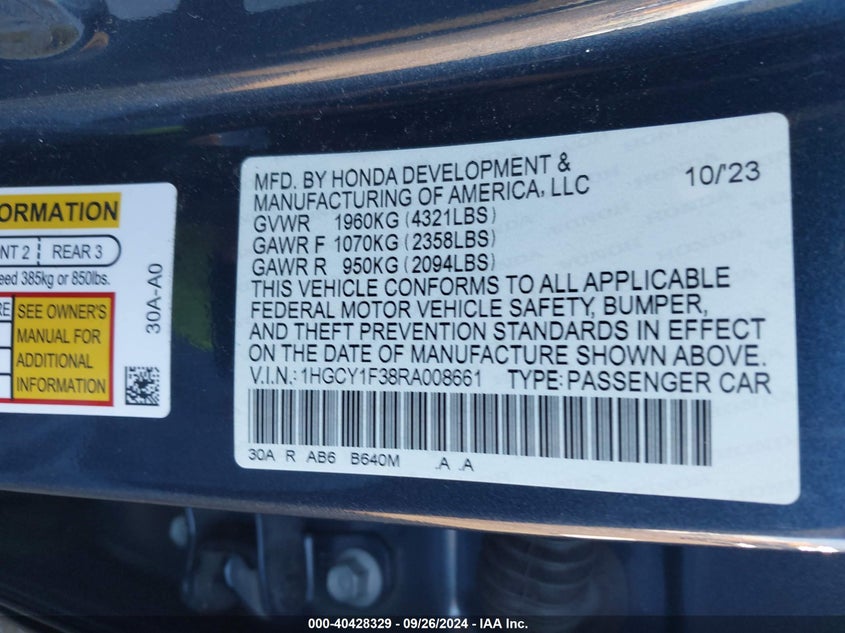 ORMATION
NT 2 REAR 3
eed 385kg or 850lbs.
RE
SEE OWNER'S
MANUAL FOR
ADDITIONAL
INFORMATION
30A-A0
MFD. BY HONDA DEVELOPMENT &
MANUFACTURING OF AMERICA, LLC 10/'23
GVWR 1960KG (4321LBS)
GAWR F 1070KG (2358LBS)
GAWR R 950KG (2094LBS)
THIS VEHICLE CONFORMS TO ALL APPLICABLE
FEDERAL MOTOR VEHICLE SAFETY, BUMPER,
AND THEFT PREVENTION STANDARDS IN EFFECT
ON THE DATE OF MANUFACTURE SHOWN ABOVE.
V.I.N.: 1HGCY1F38RA008661 TYPE: PASSENGER CAR
30A R AB6 B640M .A .A
000-40428329 - 09/26/2024 - IAA Inc.